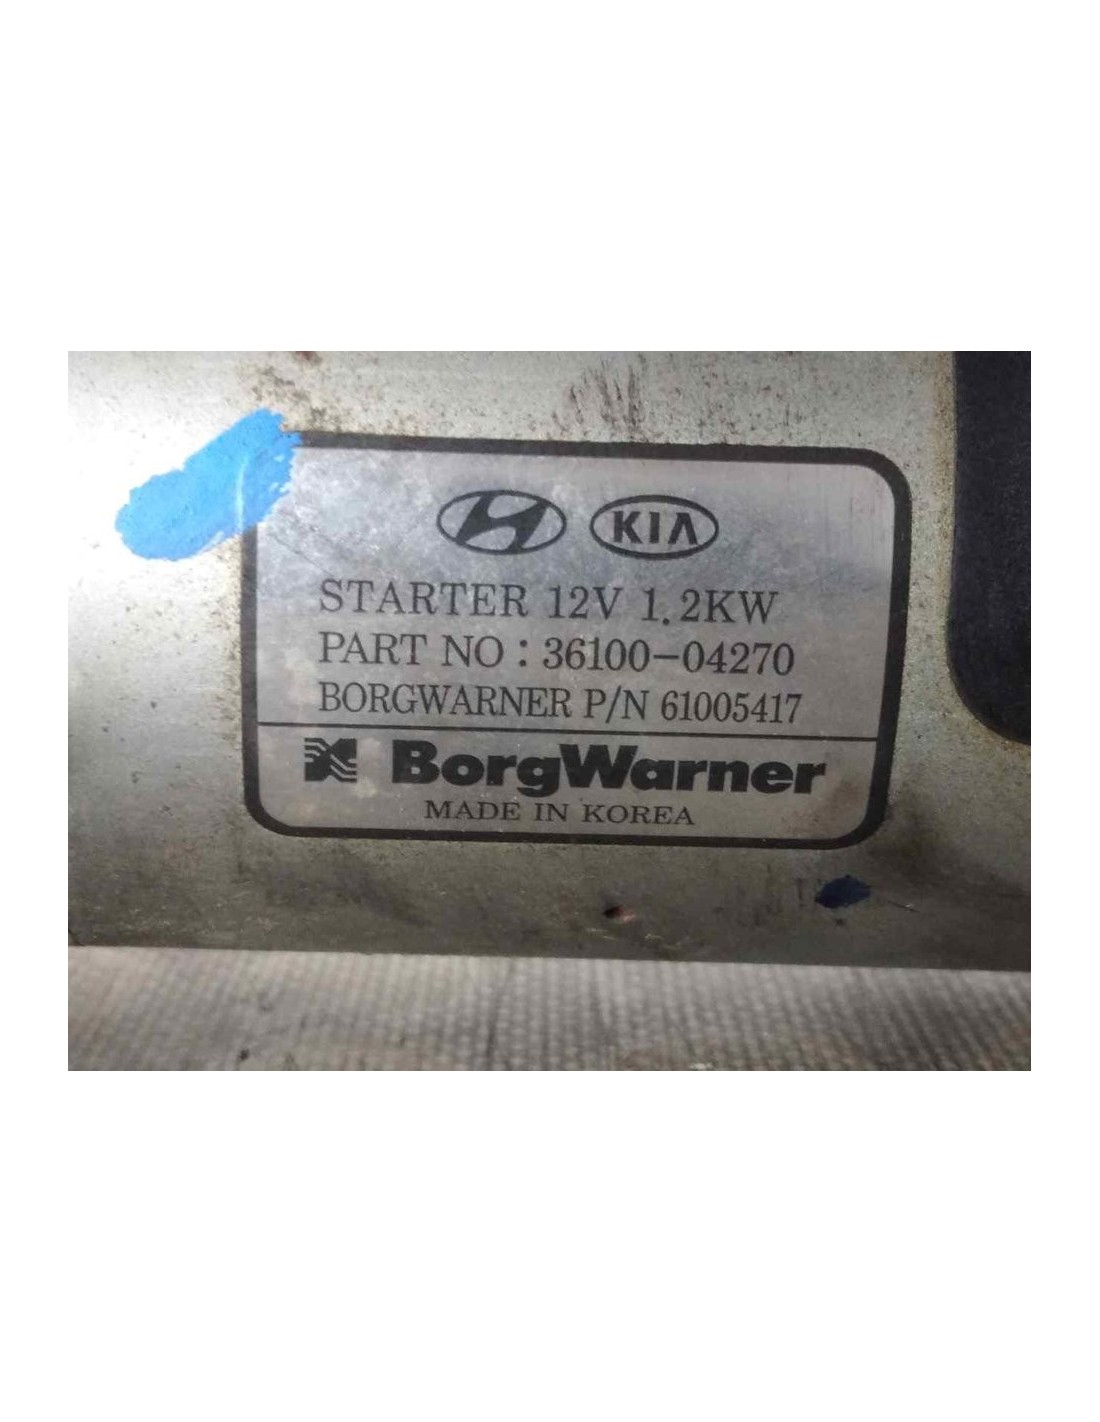 KIA
STARTER 12V 1.2KW
PART NO : 36100-04270
BORGWARNER P/N 61005417
BorgWarner
MADE IN KOREA